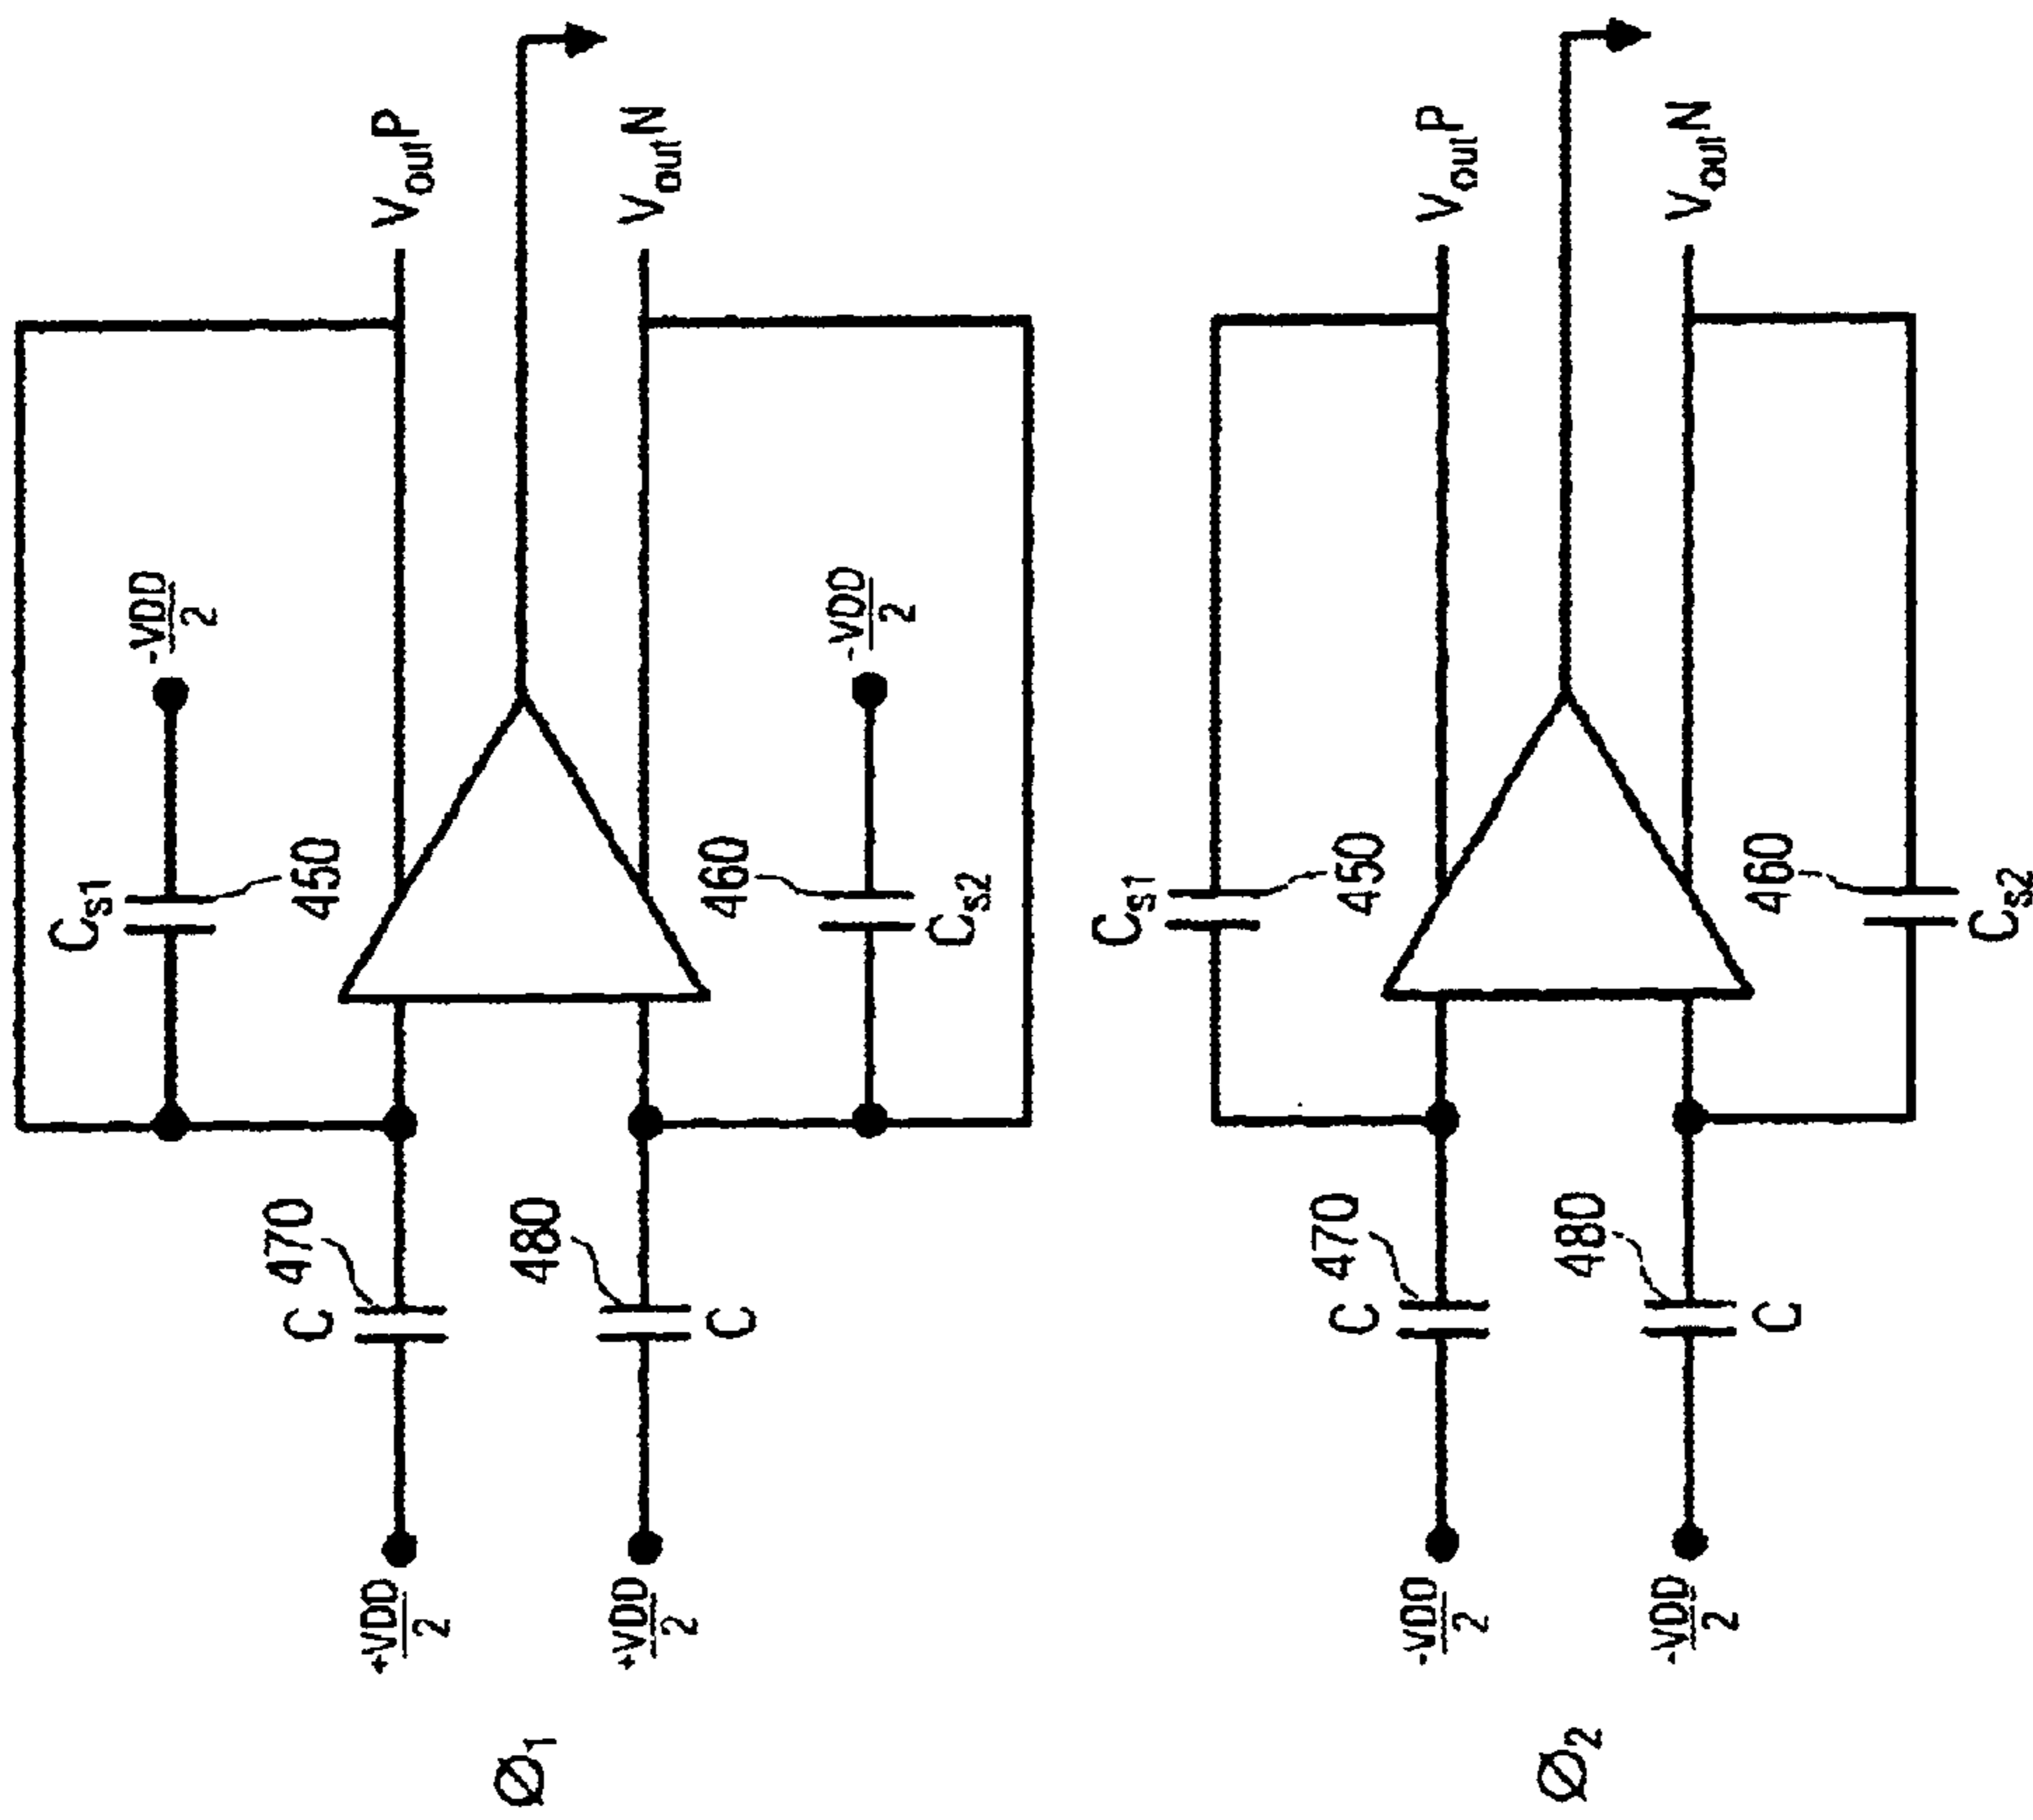 Ø1
+VDD/2
C
470
Cs1
450
-VDD/2
VoutP
+VDD/2
C
480
460
Cs2
-VDD/2
VoutN
Ø2
-VDD/2
C
470
Cs1
450
VoutP
-VDD/2
C
480
460
Cs2
VoutN